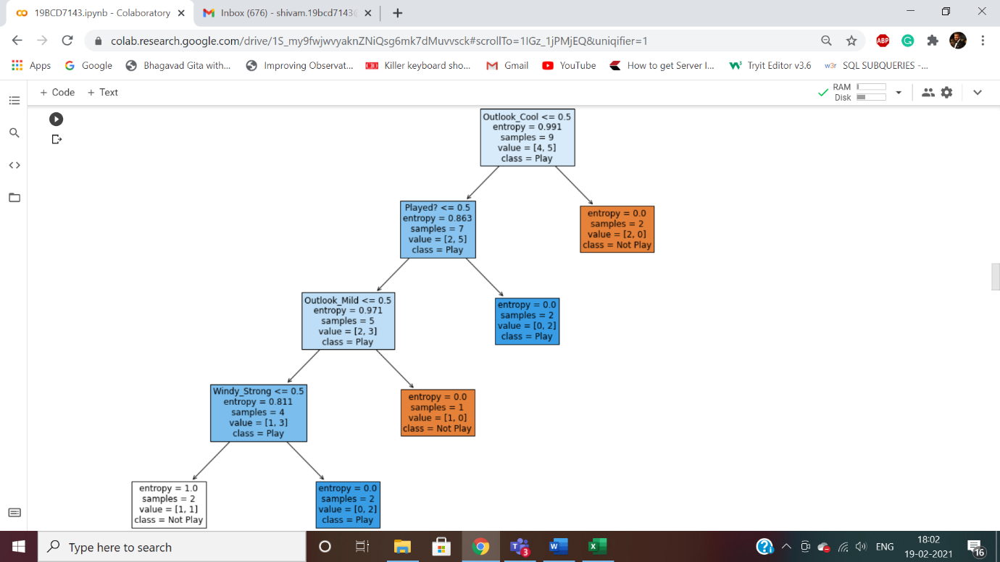 19BCD7143.ipynb - Colaboratory
Inbox (676) - shivam.19bcd7143
colab.research.google.com/drive/1S_my9fwjwvyaknZNiQsg6mk7dMuvvsck#scrollTo=1IGz_1jPMjEQ&uniqifier=1
ABP
Apps
Google
Bhagavad Gita with...
Improving Observat...
Killer keyboard sho...
Gmail
YouTube
How to get Server I...
Tryit Editor v3.6
w3r
SQL SUBQUERIES -...
+ Code
+ Text
RAM
Disk
Outlook_Cool <= 0.5
entropy = 0.991
samples = 9
value = [4, 5]
class = Play
Played? <= 0.5
entropy = 0.863
samples = 7
value = [2, 5]
class = Play
entropy = 0.0
samples = 2
value = [2, 0]
class = Not Play
Outlook_Mild <= 0.5
entropy = 0.971
samples = 5
value = [2, 3]
class = Play
entropy = 0.0
samples = 2
value = [0, 2]
class = Play
Windy_Strong <= 0.5
entropy = 0.811
samples = 4
value = [1, 3]
class = Play
entropy = 0.0
samples = 1
value = [1, 0]
class = Not Play
entropy = 1.0
samples = 2
value = [1, 1]
class = Not Play
entropy = 0.0
samples = 2
value = [0, 2]
class = Play
Type here to search
3
ENG
18:02
19-02-2021
16